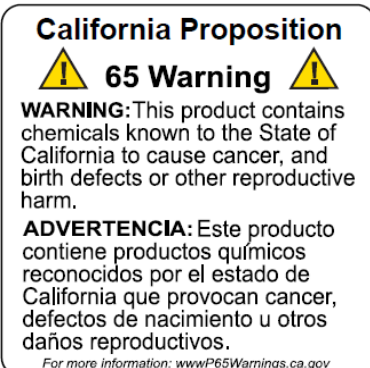 California Proposition
65 Warning
WARNING: This product contains
chemicals known to the State of
California to cause cancer, and
birth defects or other reproductive
harm.
ADVERTENCIA: Este producto
contiene productos químicos
reconocidos por el estado de
California que provocan cancer,
defectos de nacimiento u otros
daños reproductivos.
For more information: wwwP65Warnings.ca.gov